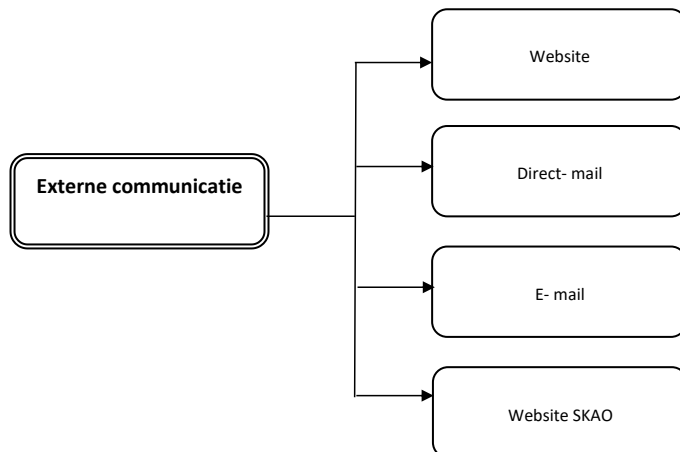 Externe communicatie
Website
Direct- mail
E- mail
Website SKAO